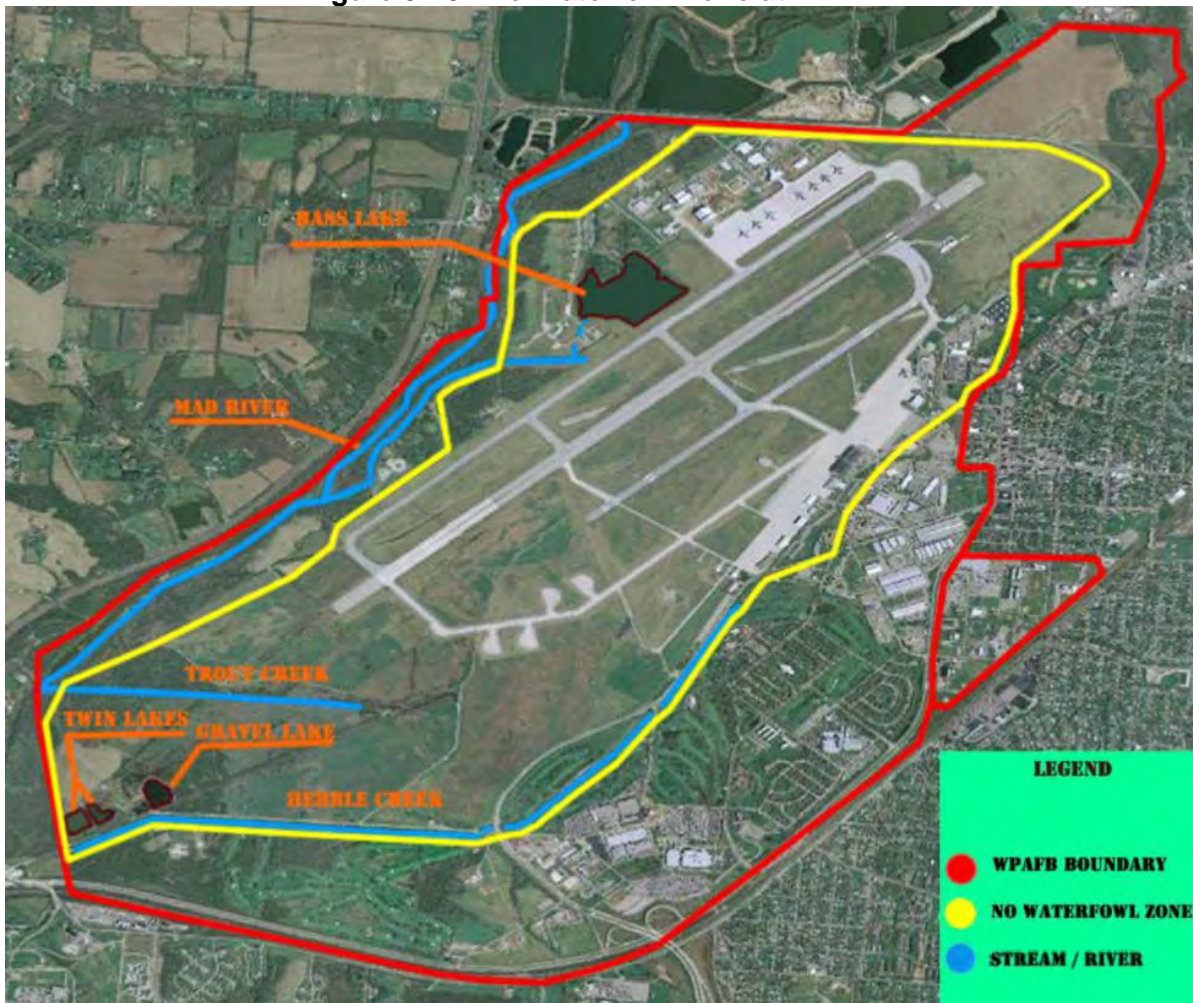 BASS LAKE
MAD RIVER
TROUT CREEK
TWIN LAKES
GRAVEL LAKE
HEBBLE CREEK
LEGEND
WPAFB BOUNDARY
NO WATERFOWL ZONE
STREAM / RIVER